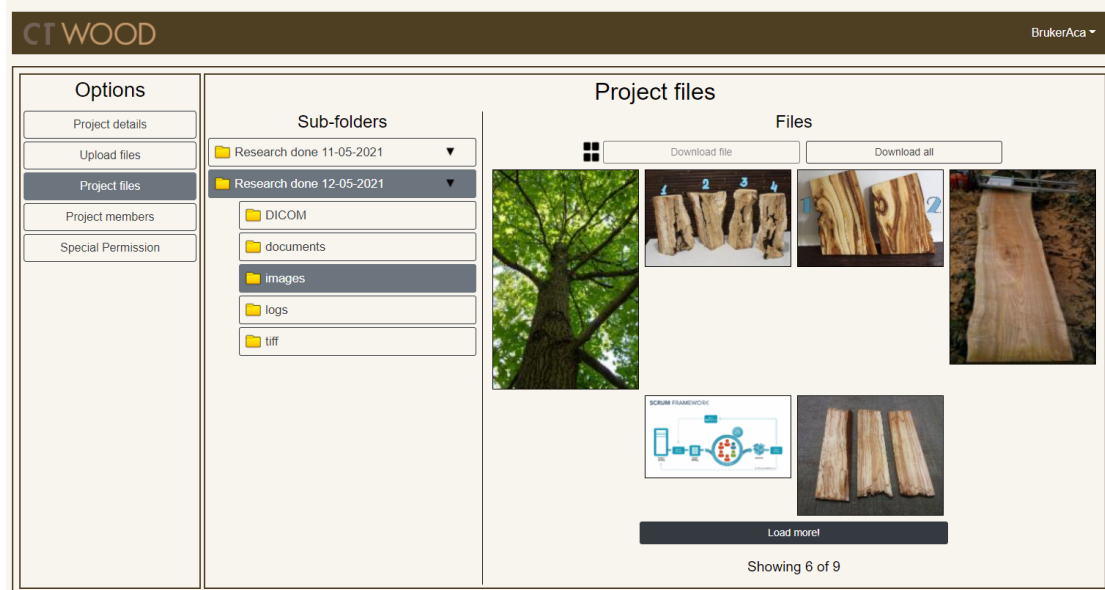 CT WOOD
BrukerAca
Options
Project details
Upload files
Project files
Project members
Special Permission
Project files
Sub-folders
Research done 11-05-2021
Research done 12-05-2021
DICOM
documents
images
logs
tiff
Files
Download file
Download all
1 2 3 4
1 2
SCRUM FRAMEWORK
Load more!
Showing 6 of 9